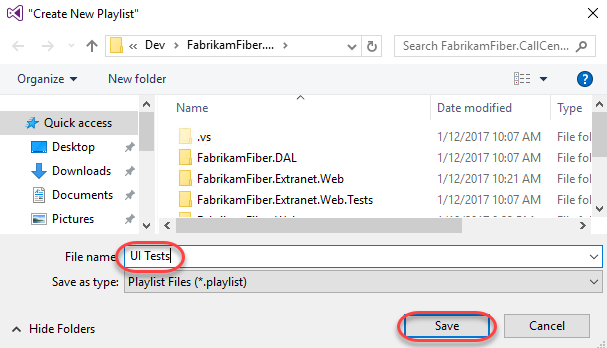 "Create New Playlist"
« Dev › FabrikamFiber.... › Search FabrikamFiber.CallCen...
Organize New folder ?
Name Date modified Type
Quick access
.vs 1/12/2017 10:07 AM File fol
Desktop
FabrikamFiber.DAL 1/12/2017 10:07 AM File fol
Downloads
FabrikamFiber.Extranet.Web 1/12/2017 10:21 AM File fol
Documents
FabrikamFiber.Extranet.Web.Tests 1/12/2017 10:07 AM File fol
Pictures
File name: UI Tests
Save as type: Playlist Files (*.playlist)
Hide Folders Save Cancel